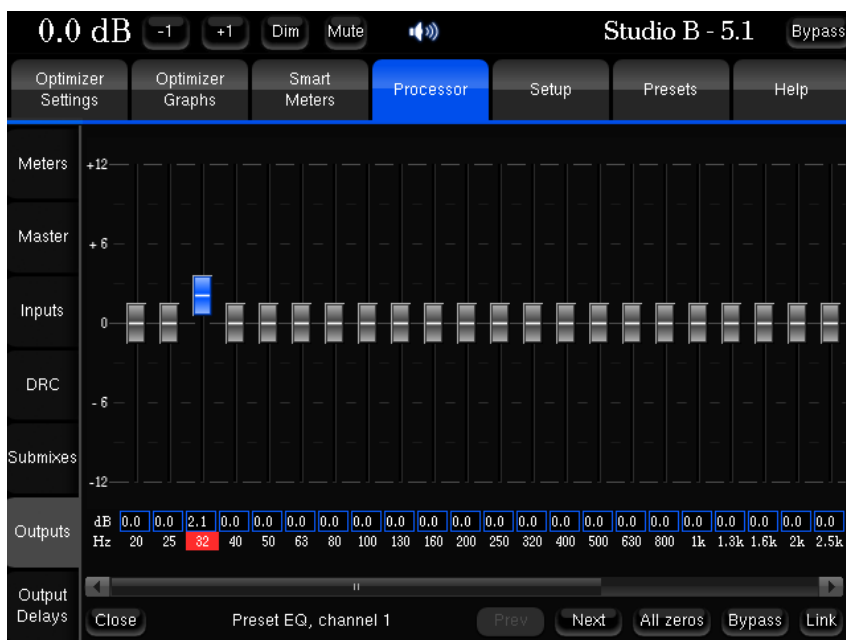 0.0 dB -1 +1 Dim Mute Studio B - 5.1 Bypass
Optimizer Settings
Optimizer Graphs
Smart Meters
Processor
Setup
Presets
Help
Meters
Master
Inputs
DRC
Submixes
Outputs
Output Delays
+12
+ 6
0
- 6
-12
dB 0.0 0.0 2.1 0.0 0.0 0.0 0.0 0.0 0.0 0.0 0.0 0.0 0.0 0.0 0.0 0.0 0.0 0.0 0.0 0.0 0.0 0.0
Hz 20 25 32 40 50 63 80 100 130 160 200 250 320 400 500 630 800 1k 1.3k 1.6k 2k 2.5k
Close Preset EQ, channel 1 Prev Next All zeros Bypass Link